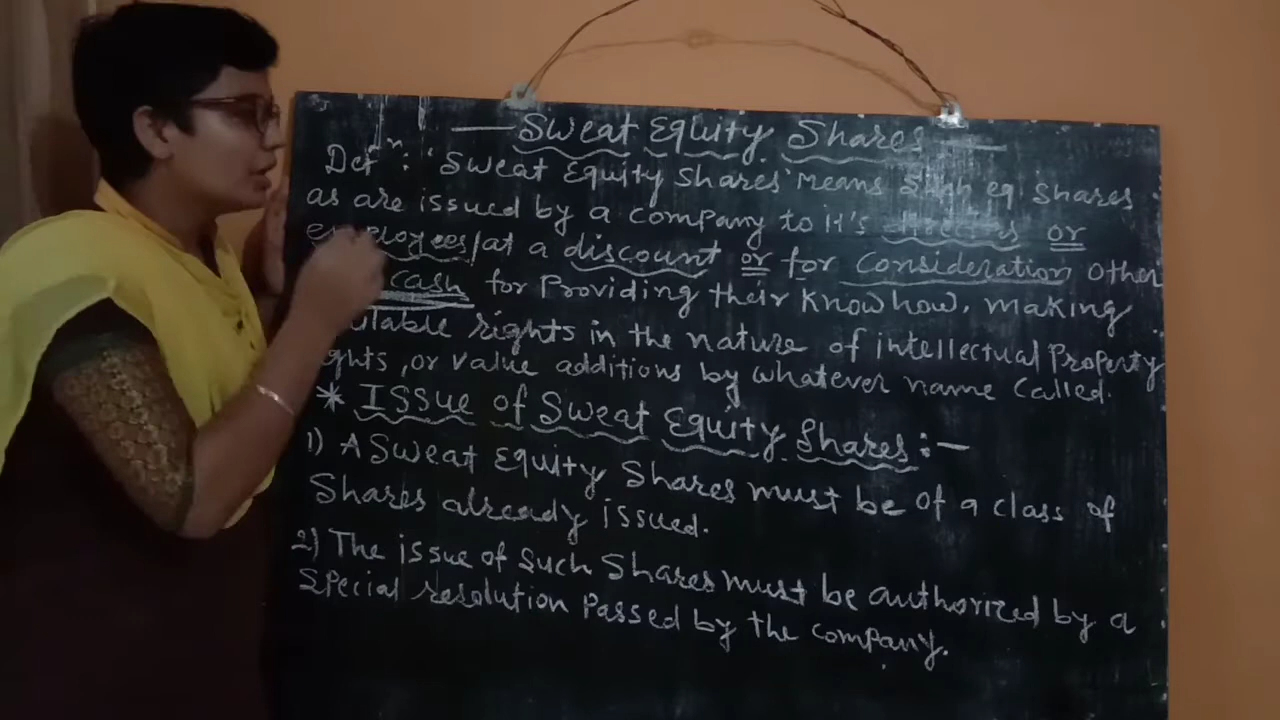 — Sweat Equity Shares —
Defn : 'Sweat Equity Shares' means such eq. shares
as are issued by a company to it's directors or
employees/at a discount or for consideration other
cash for Providing their Knowhow, making
ilable rights in the nature of intellectual Property
ghts, or value additions by whatever name called.
* Issue of Sweat Equity Shares :-
1) A Sweat Equity Shares must be of a class of
Shares already issued.
2) The issue of Such Shares must be authorized by a
Special resolution Passed by the company.